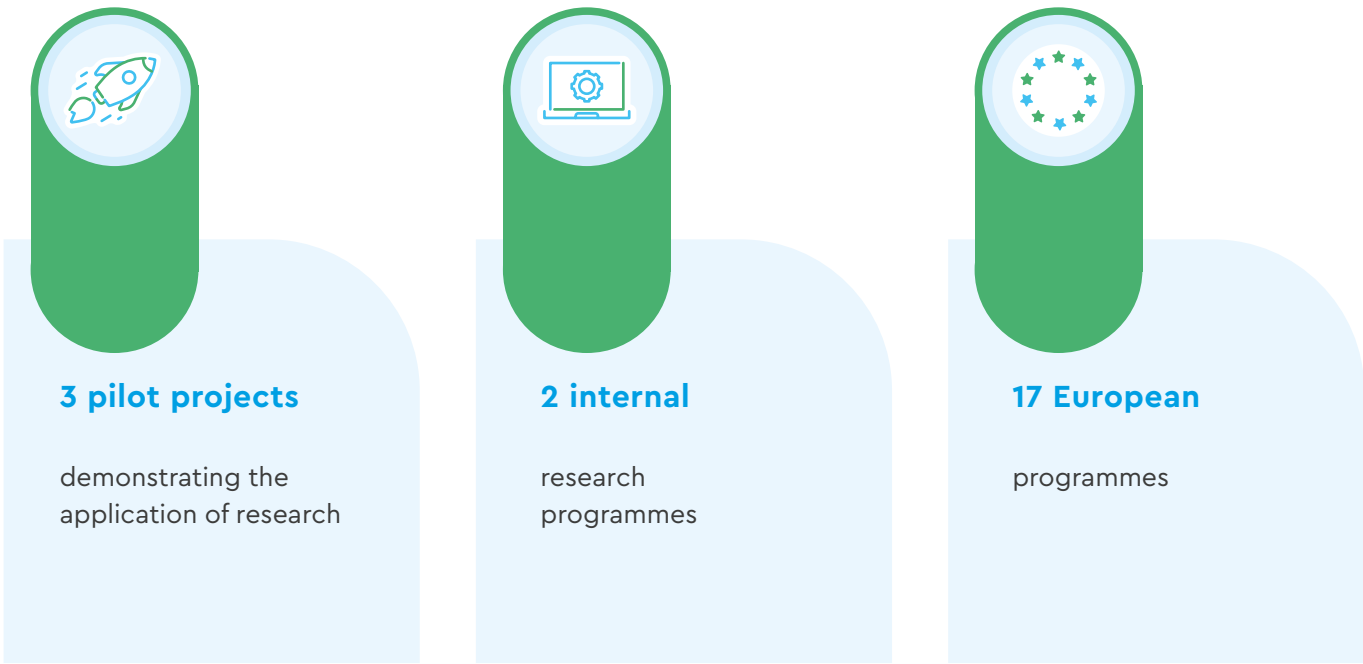 3 pilot projects
demonstrating the
application of research
2 internal
research
programmes
17 European
programmes